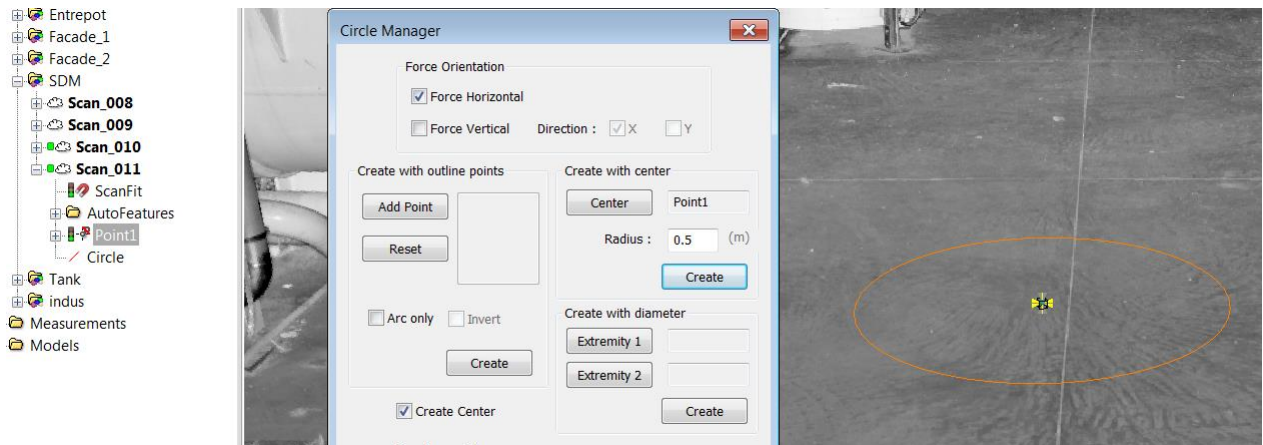 Entrepot
Facade_1
Facade_2
SDM
Scan_008
Scan_009
Scan_010
Scan_011
ScanFit
AutoFeatures
Point1
Circle
Tank
indus
Measurements
Models
Circle Manager
Force Orientation
Force Horizontal
Force Vertical Direction : X Y
Create with outline points
Add Point
Reset
Arc only Invert
Create
Create Center
Create with center
Center Point1
Radius : 0.5 (m)
Create
Create with diameter
Extremity 1
Extremity 2
Create